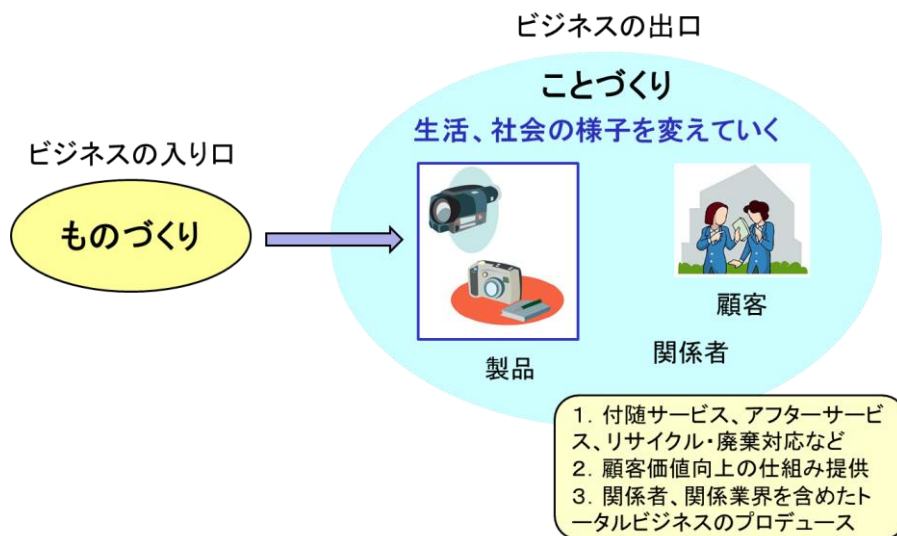 ビジネスの出口
ことづくり
生活、社会の様子を変えていく
ビジネスの入り口
ものづくり
顧客
関係者
製品
1. 付随サービス、アフターサービ
ス、リサイクル・廃棄対応など
2. 顧客価値向上の仕組み提供
3. 関係者、関係業界を含めたト
ータルビジネスのプロデュース